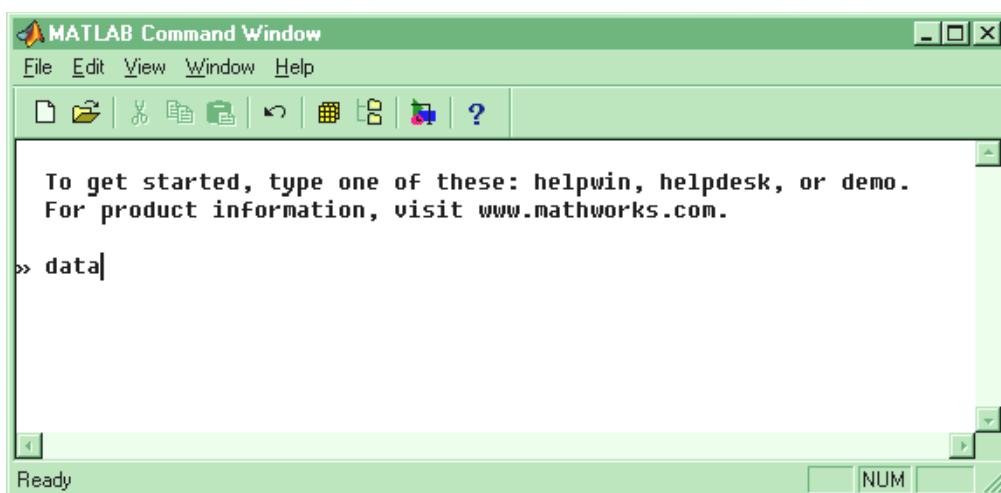 MATLAB Command Window
File Edit View Window Help
?
To get started, type one of these: helpwin, helpdesk, or demo.
For product information, visit www.mathworks.com.
» data
Ready NUM